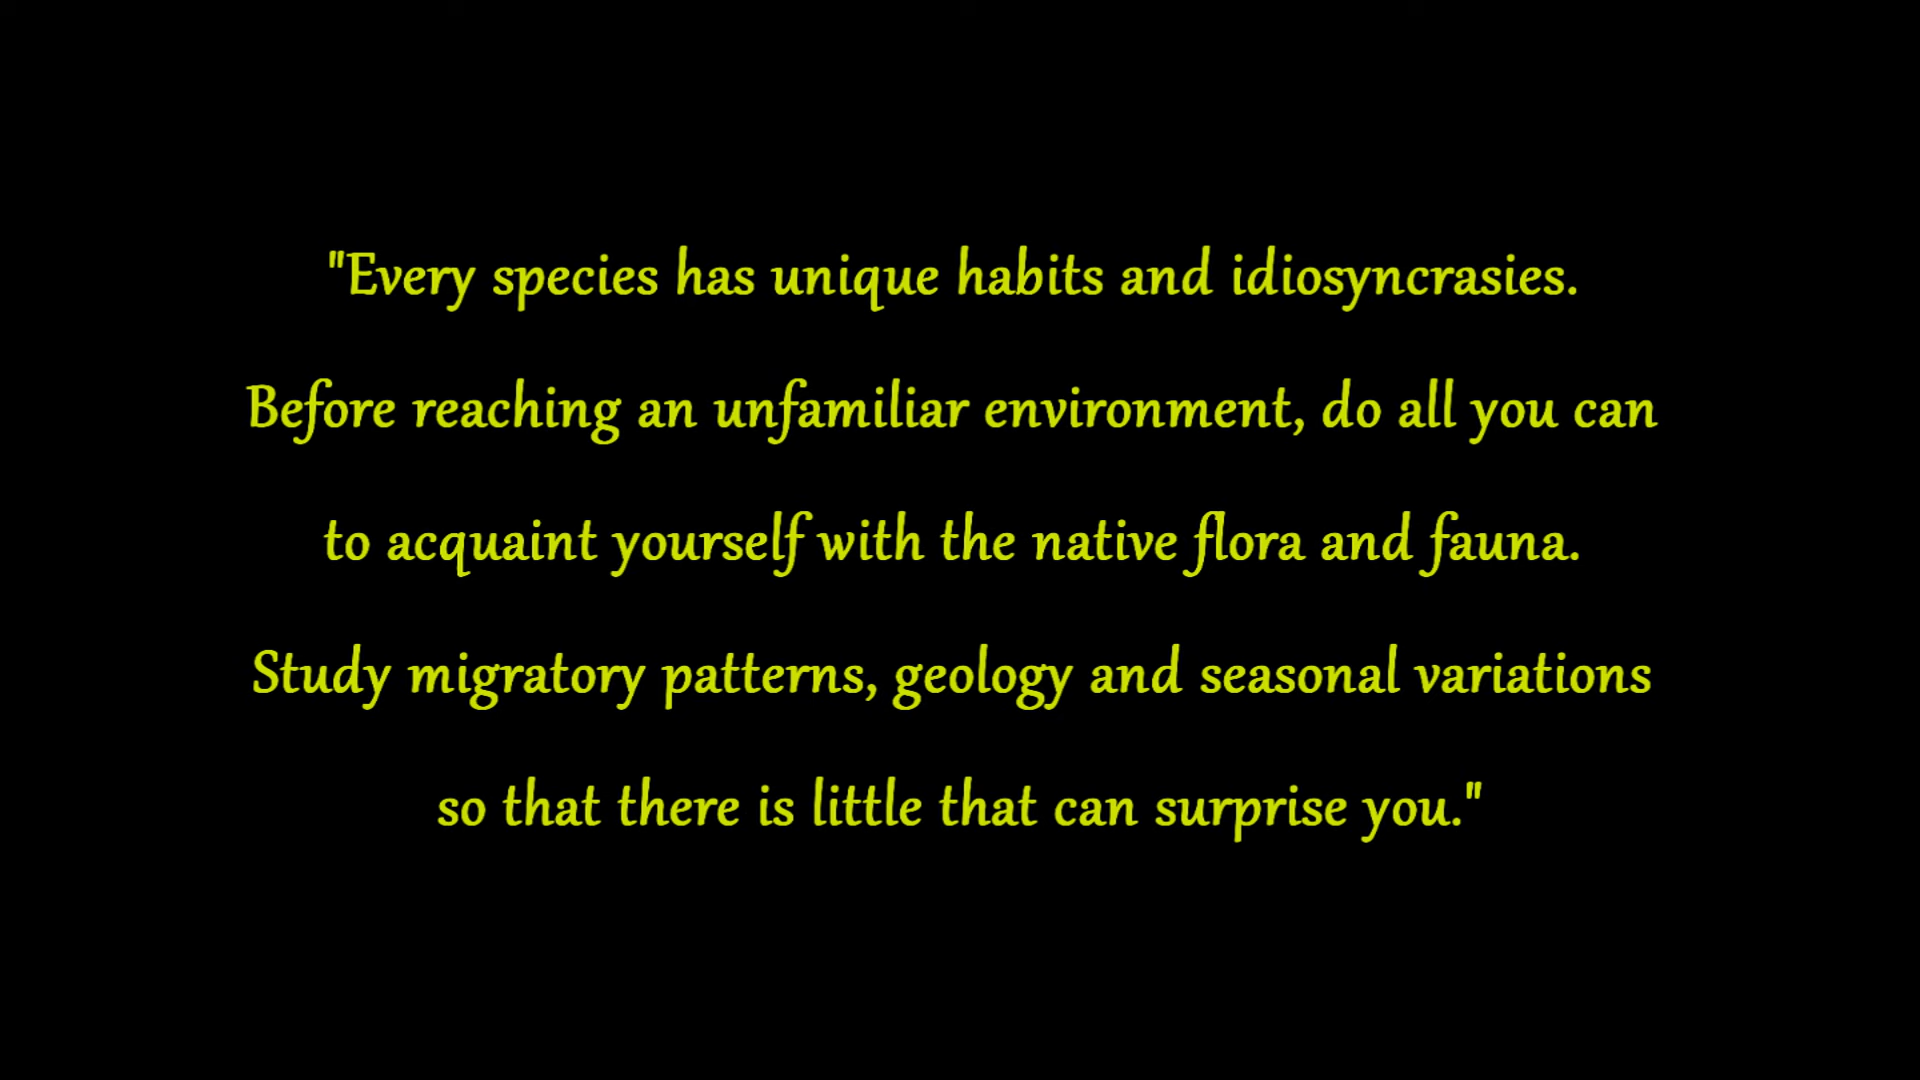 "Every species has unique habits and idiosyncrasies.
Before reaching an unfamiliar environment, do all you can
to acquaint yourself with the native flora and fauna.
Study migratory patterns, geology and seasonal variations
so that there is little that can surprise you."